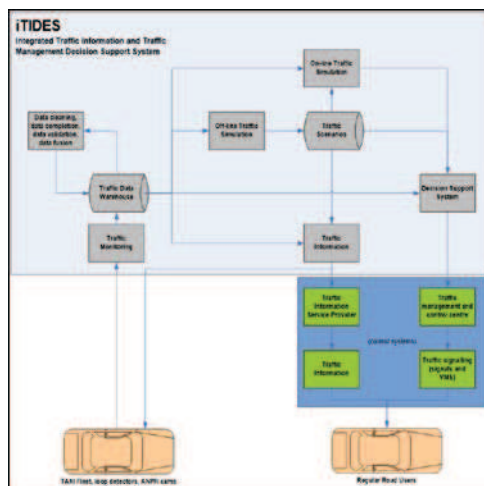 iTIDES
Integrated Traffic Information and Traffic
Management Decision Support System
On-line Traffic
Simulation
Data cleaning,
data completion,
data validation,
data fusion
Off-line Traffic
Simulation
Traffic
Scenarios
Traffic Data
Warehouse
Decision Support
System
Traffic
Monitoring
Traffic
Information
Traffic
Information
Service Provider
Traffic
management and
control centre
Traffic
Information
Traffic signalling
(signals and
VMS)
TAXI fleet, loop detectors, ANPR cams
Regular Road Users